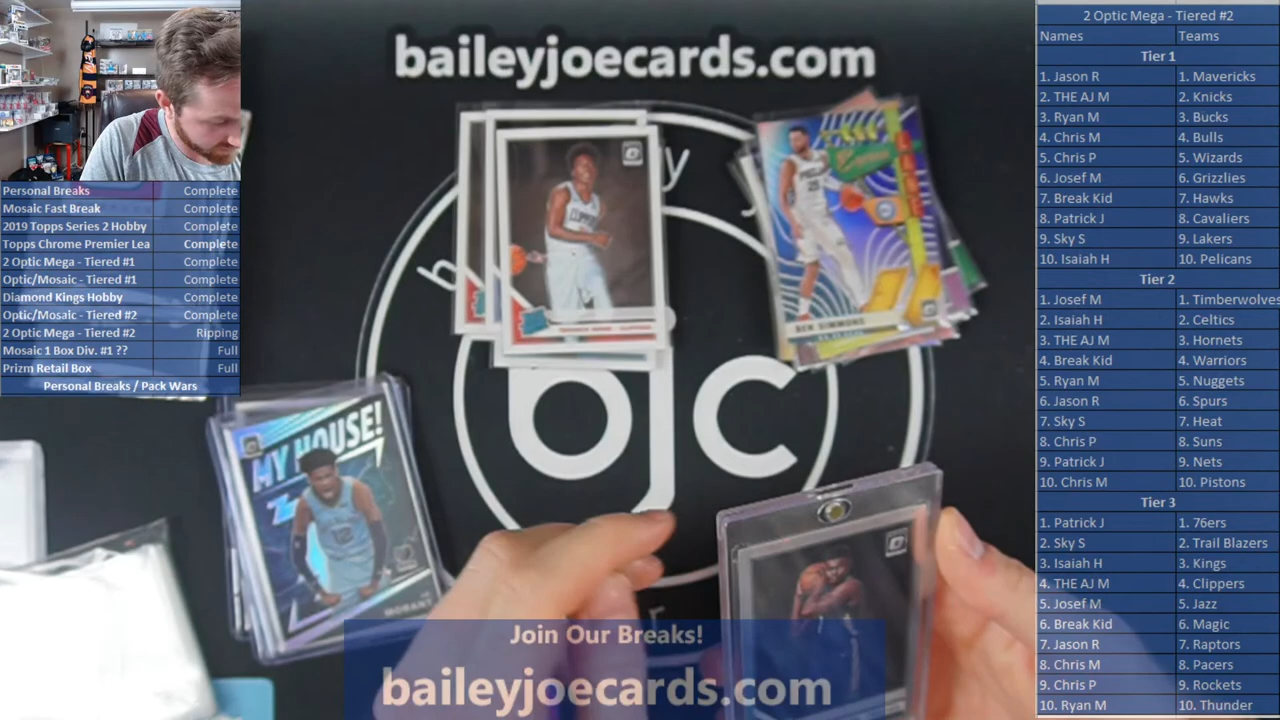 baileyjoecards.com
2 Optic Mega - Tiered #2
Names Teams
Tier 1
1. Jason R 1. Mavericks
2. THE AJ M 2. Knicks
3. Ryan M 3. Bucks
4. Chris M 4. Bulls
5. Chris P 5. Wizards
6. Josef M 6. Grizzlies
7. Break Kid 7. Hawks
8. Patrick J 8. Cavaliers
9. Sky S 9. Lakers
10. Isaiah H 10. Pelicans
Tier 2
1. Josef M 1. Timberwolves
2. Isaiah H 2. Celtics
3. THE AJ M 3. Hornets
4. Break Kid 4. Warriors
5. Ryan M 5. Nuggets
6. Jason R 6. Spurs
7. Sky S 7. Heat
8. Chris P 8. Suns
9. Patrick J 9. Nets
10. Chris M 10. Pistons
Tier 3
1. Patrick J 1. 76ers
2. Sky S 2. Trail Blazers
3. Isaiah H 3. Kings
4. THE AJ M 4. Clippers
5. Josef M 5. Jazz
6. Break Kid 6. Magic
7. Jason R 7. Raptors
8. Chris M 8. Pacers
9. Chris P 9. Rockets
10. Ryan M 10. Thunder
Personal Breaks Complete
Mosaic Fast Break Complete
2019 Topps Series 2 Hobby Complete
Topps Chrome Premier Lea Complete
2 Optic Mega - Tiered #1 Complete
Optic/Mosaic - Tiered #1 Complete
Diamond Kings Hobby Complete
Optic/Mosaic - Tiered #2 Complete
2 Optic Mega - Tiered #2 Ripping
Mosaic 1 Box Div. #1 ?? Full
Prizm Retail Box Full
Personal Breaks / Pack Wars
CLIPPERS
BEN SIMMONS
MY HOUSE!
MORANT
bjc
Join Our Breaks!
baileyjoecards.com